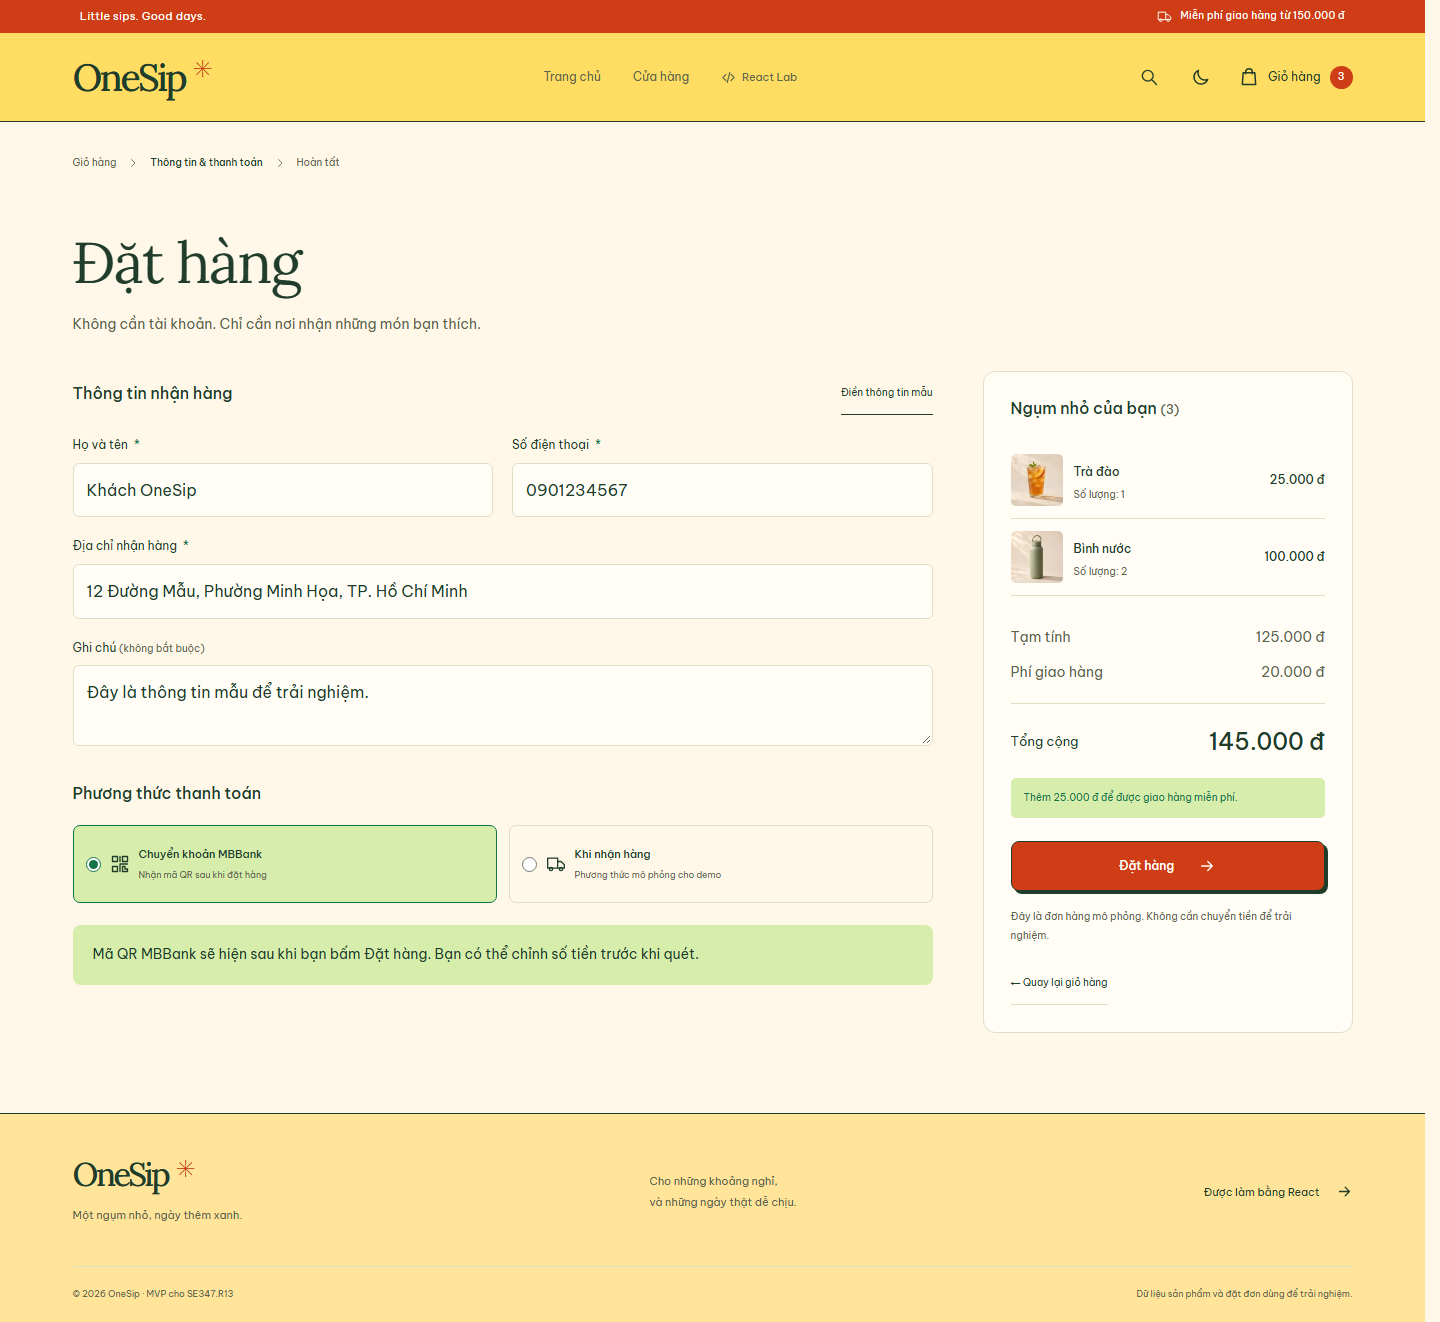 Little sips. Good days.
Miễn phí giao hàng từ 150.000 đ
OneSip
Trang chủ
Cửa hàng
React Lab
Giỏ hàng
3
Giỏ hàng
Thông tin & thanh toán
Hoàn tất
Đặt hàng
Không cần tài khoản. Chỉ cần nơi nhận những món bạn thích.
Thông tin nhận hàng
Điền thông tin mẫu
Họ và tên *
Số điện thoại *
Khách OneSip
0901234567
Địa chỉ nhận hàng *
12 Đường Mẫu, Phường Minh Họa, TP. Hồ Chí Minh
Ghi chú (không bắt buộc)
Đây là thông tin mẫu để trải nghiệm.
Phương thức thanh toán
Chuyển khoản MBBank
Nhận mã QR sau khi đặt hàng
Khi nhận hàng
Phương thức mô phỏng cho demo
Mã QR MBBank sẽ hiện sau khi bạn bấm Đặt hàng. Bạn có thể chỉnh số tiền trước khi quét.
Ngụm nhỏ của bạn (3)
Trà đào
Số lượng: 1
25.000 đ
Bình nước
Số lượng: 2
100.000 đ
Tạm tính
125.000 đ
Phí giao hàng
20.000 đ
Tổng cộng
145.000 đ
Thêm 25.000 đ để được giao hàng miễn phí.
Đặt hàng →
Đây là đơn hàng mô phỏng. Không cần chuyển tiền để trải
nghiệm.
← Quay lại giỏ hàng
OneSip
Một ngụm nhỏ, ngày thêm xanh.
Cho những khoảng nghỉ,
và những ngày thật dễ chịu.
Được làm bằng React →
© 2026 OneSip · MVP cho SE347.R13
Dữ liệu sản phẩm và đặt đơn dùng để trải nghiệm.